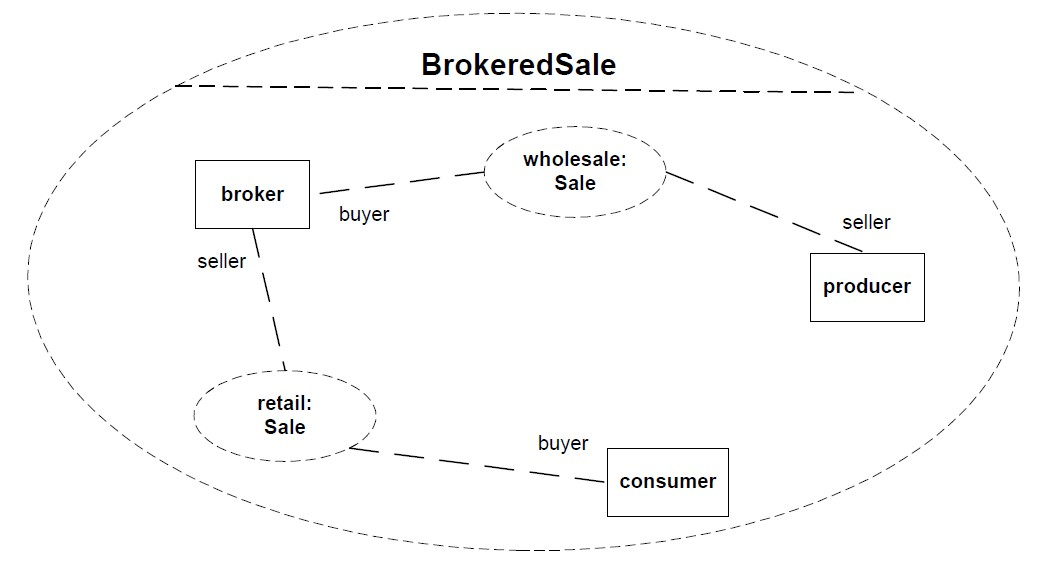 BrokeredSale
wholesale:
Sale
broker
buyer
seller
seller
producer
retail:
Sale
buyer
consumer